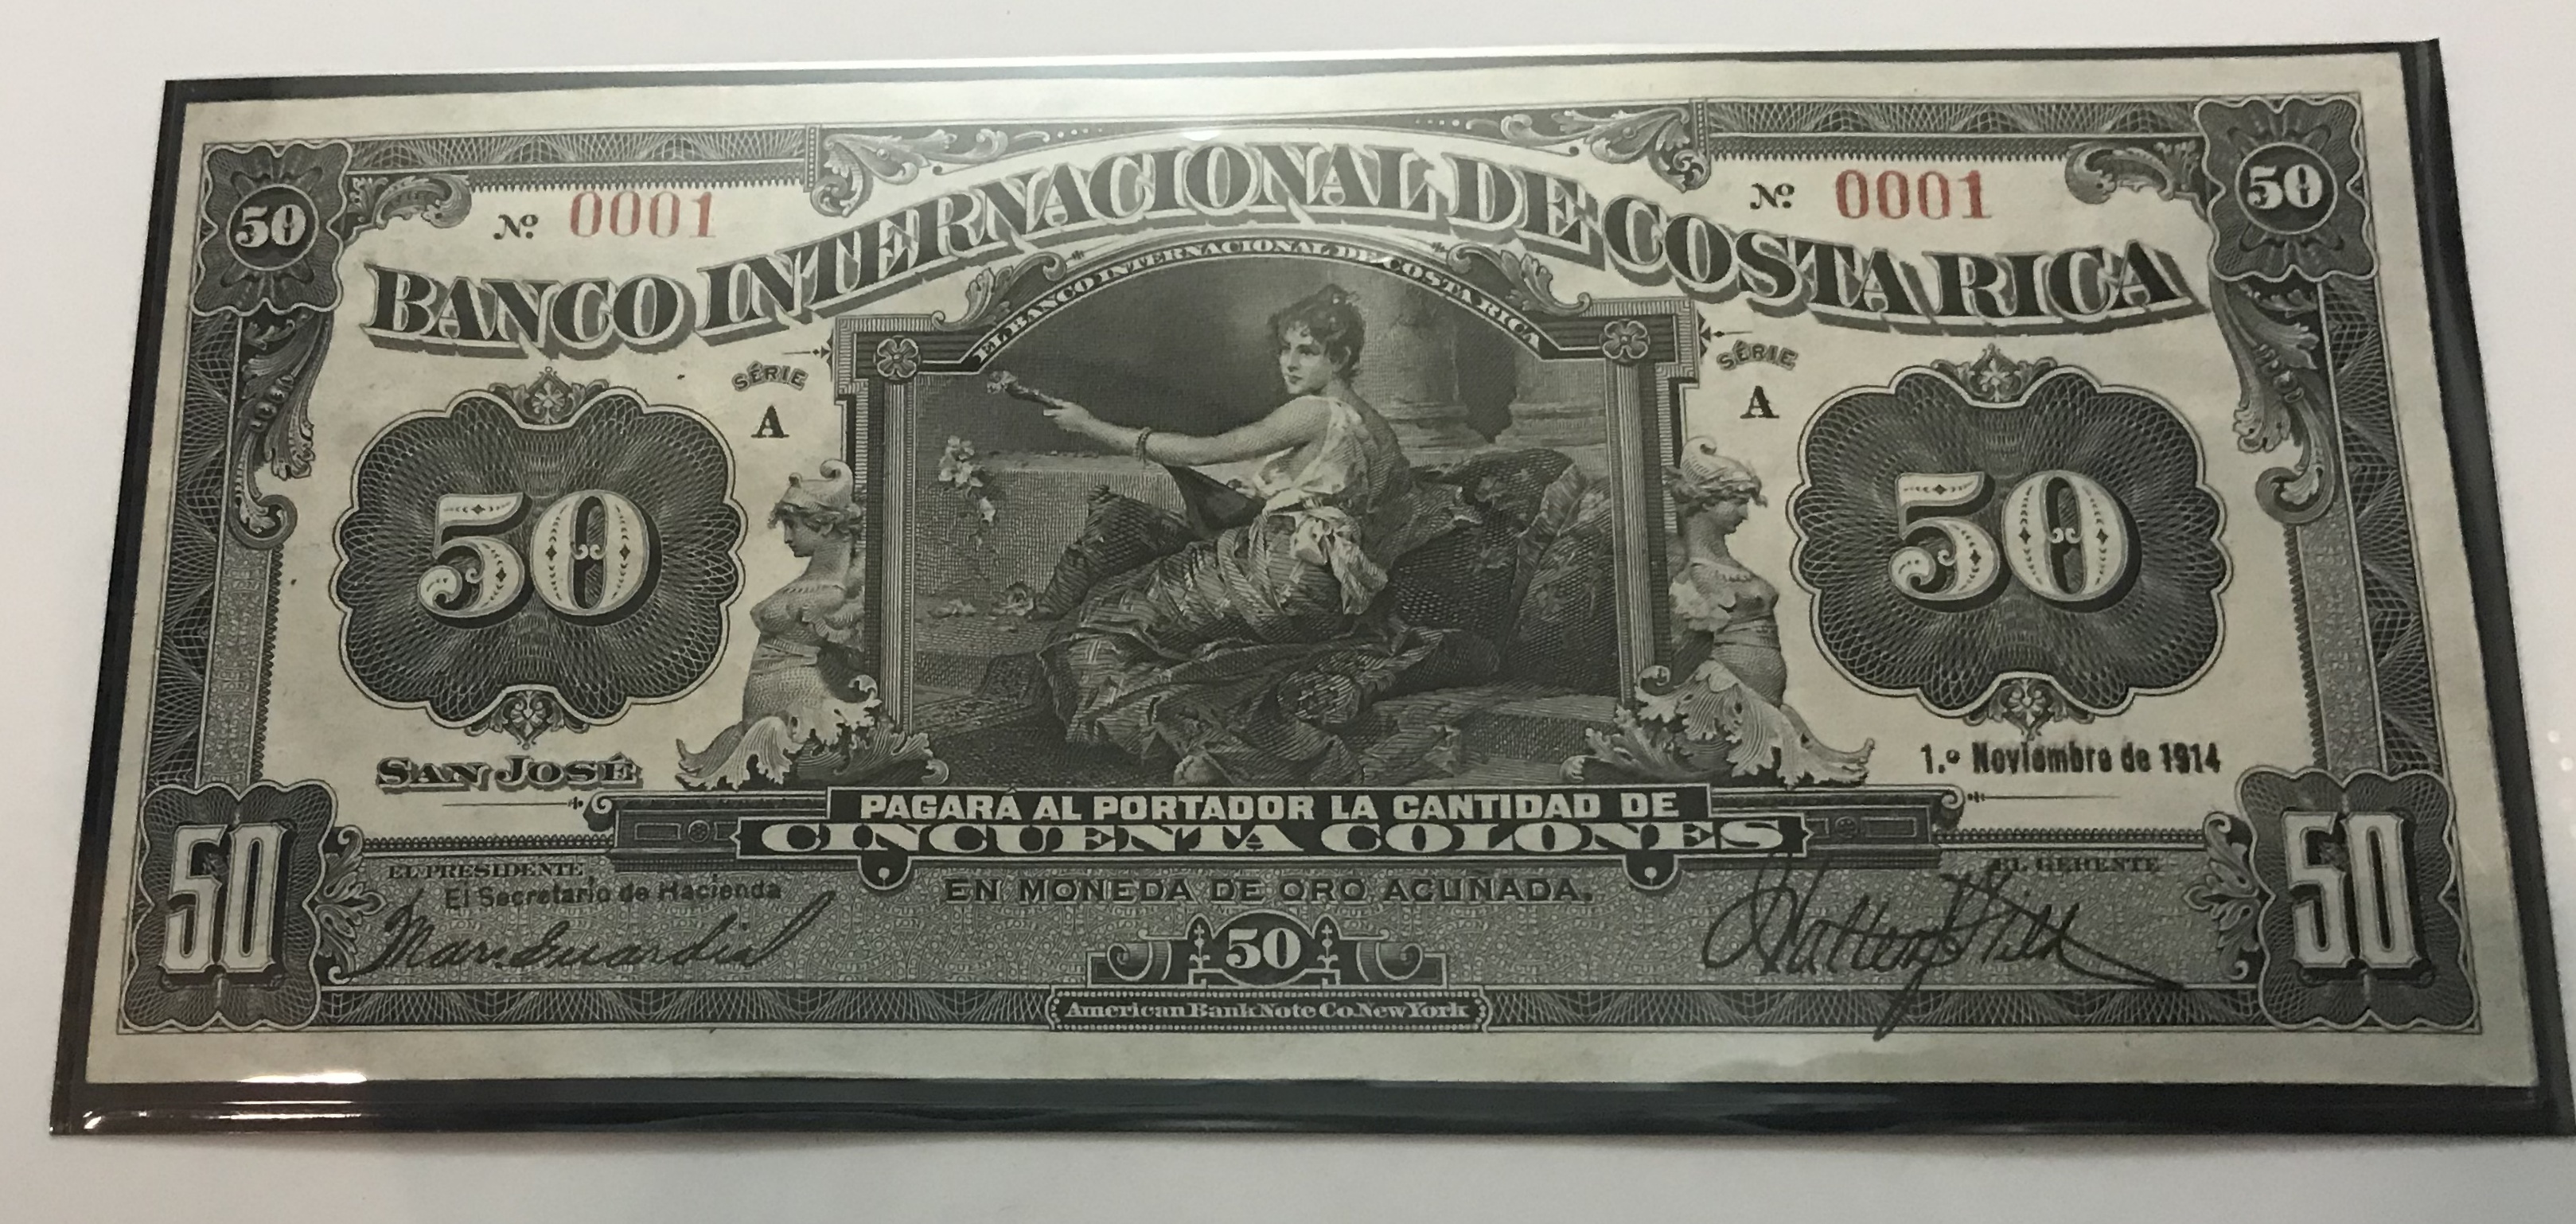 50
50
Nº. 0001
Nº. 0001
BANCO INTERNACIONAL DE COSTA RICA
EL BANCO INTERNACIONAL DE COSTA RICA
SÉRIE
A
SÉRIE
A
50
50
SAN JOSÉ
1.º Noviembre de 1914
PAGARÁ AL PORTADOR LA CANTIDAD DE
CINCUENTA COLONES
EN MONEDA DE ORO ACUÑADA.
50
50
EL PRESIDENTE,
El Secretario de Hacienda
Mar. Guardia
EL GERENTE
50
American Bank Note Co. New York